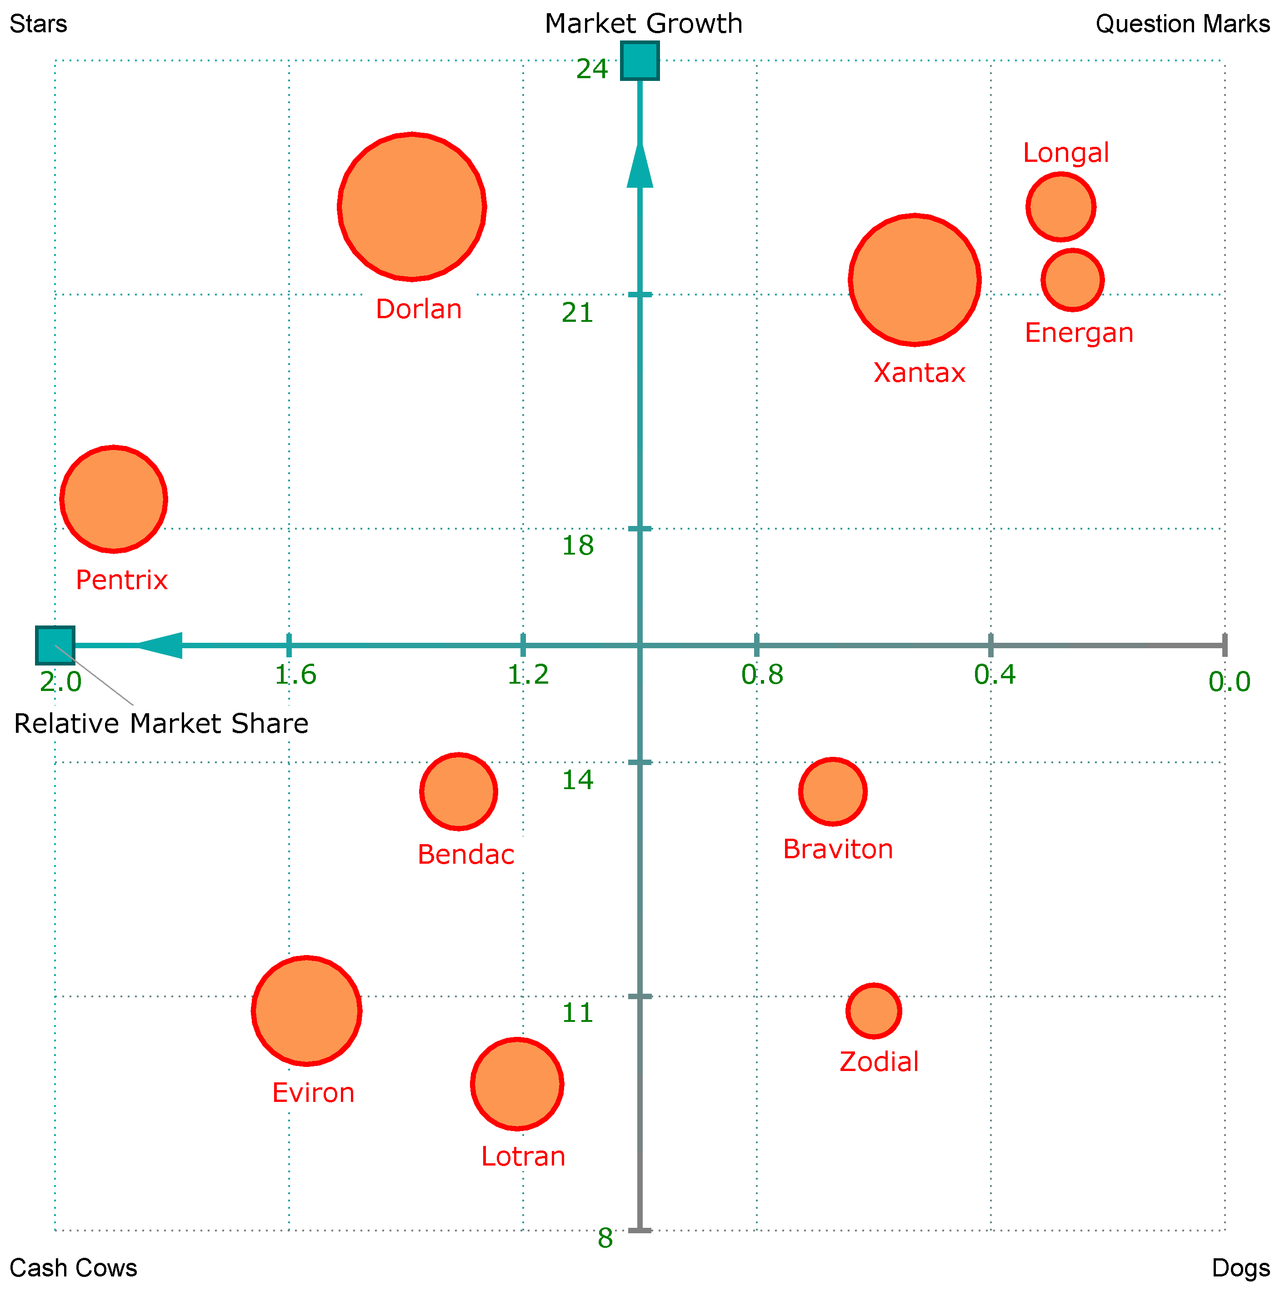 Stars
Market Growth
Question Marks
24
Longal
Dorlan
21
Energan
Xantax
18
Pentrix
2.0
1.6
1.2
0.8
0.4
0.0
Relative Market Share
14
Bendac
Braviton
11
Zodial
Eviron
Lotran
8
Cash Cows
Dogs